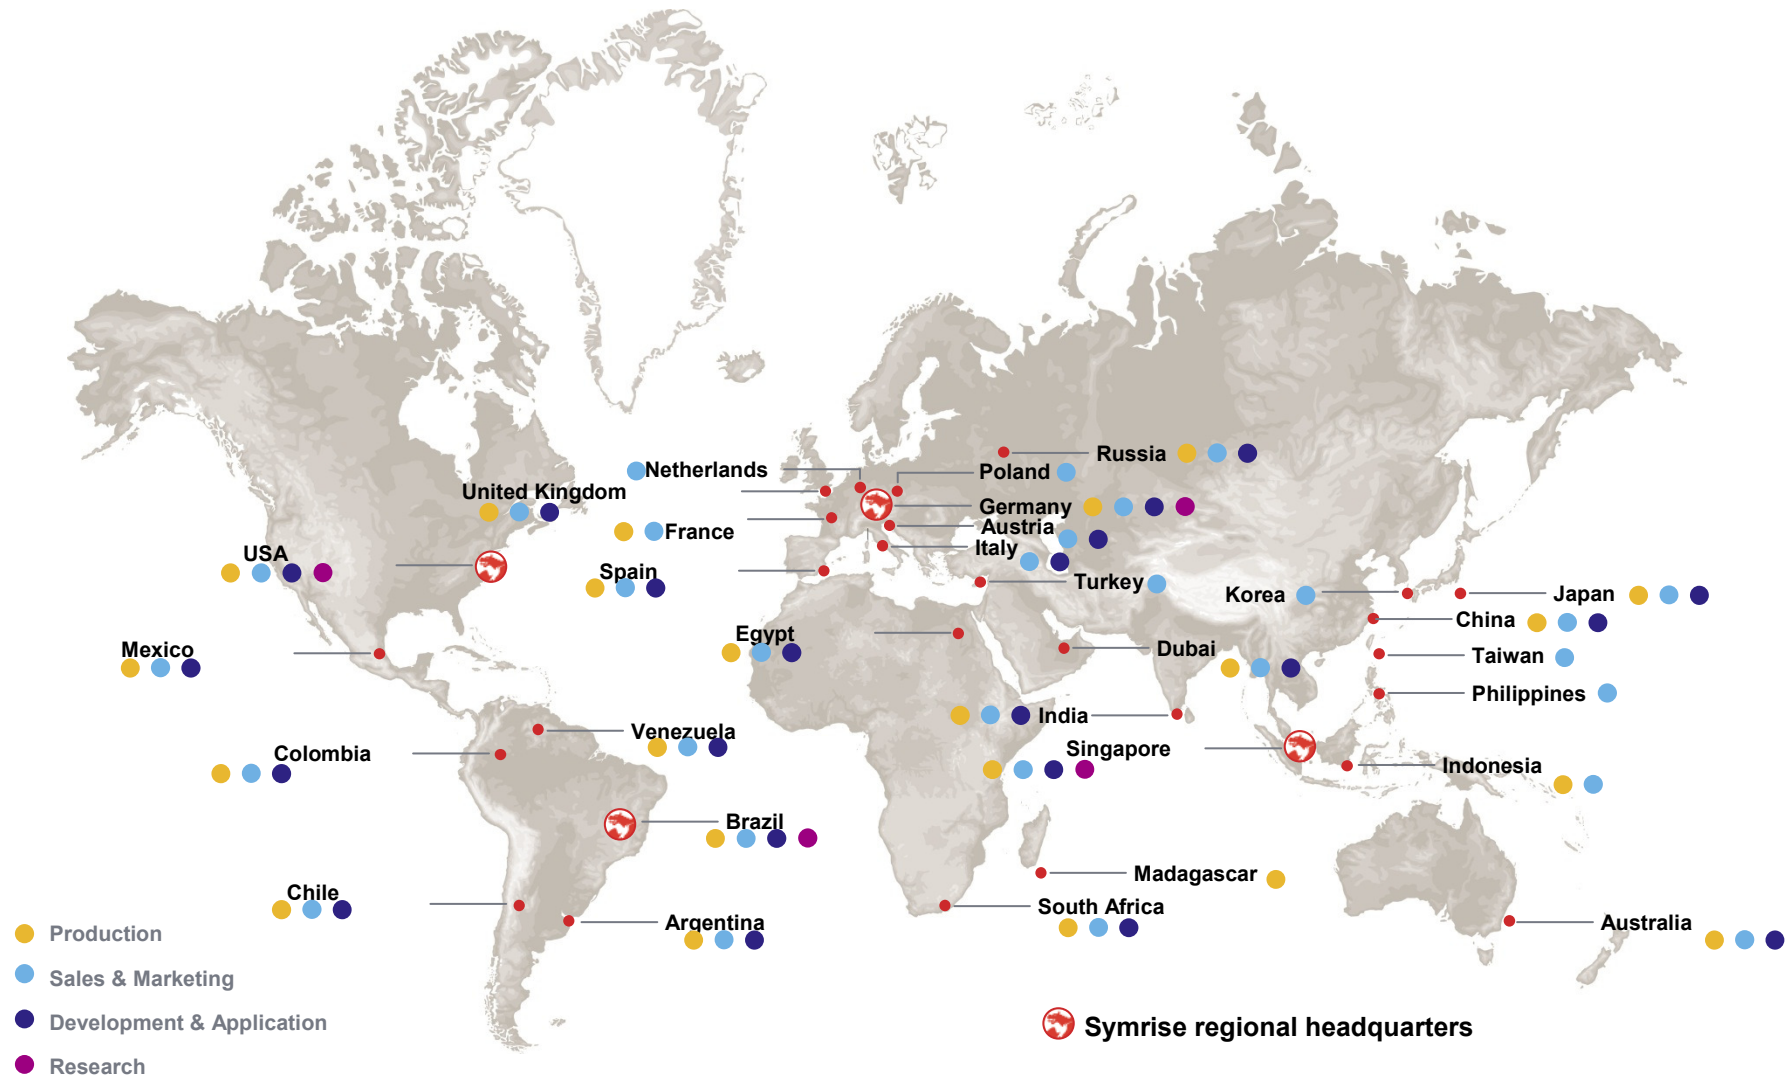 Russia
Netherlands
Poland
United Kingdom
Germany
Austria
France
Italy
USA
Spain
Turkey
Korea
Japan
China
Egypt
Mexico
Dubai
Taiwan
Philippines
India
Venezuela
Singapore
Colombia
Indonesia
Brazil
Madagascar
Chile
South Africa
Argentina
Australia
Production
Sales & Marketing
Development & Application
Symrise regional headquarters
Research